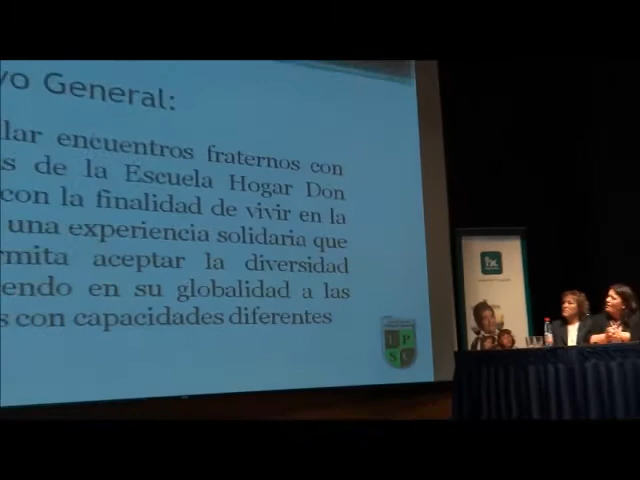 vo General:
lar encuentros fraternos con
s de la Escuela Hogar Don
con la finalidad de vivir en la
una experiencia solidaria que
rmita aceptar la diversidad
endo en su globalidad a las
s con capacidades diferentes
I P
S C